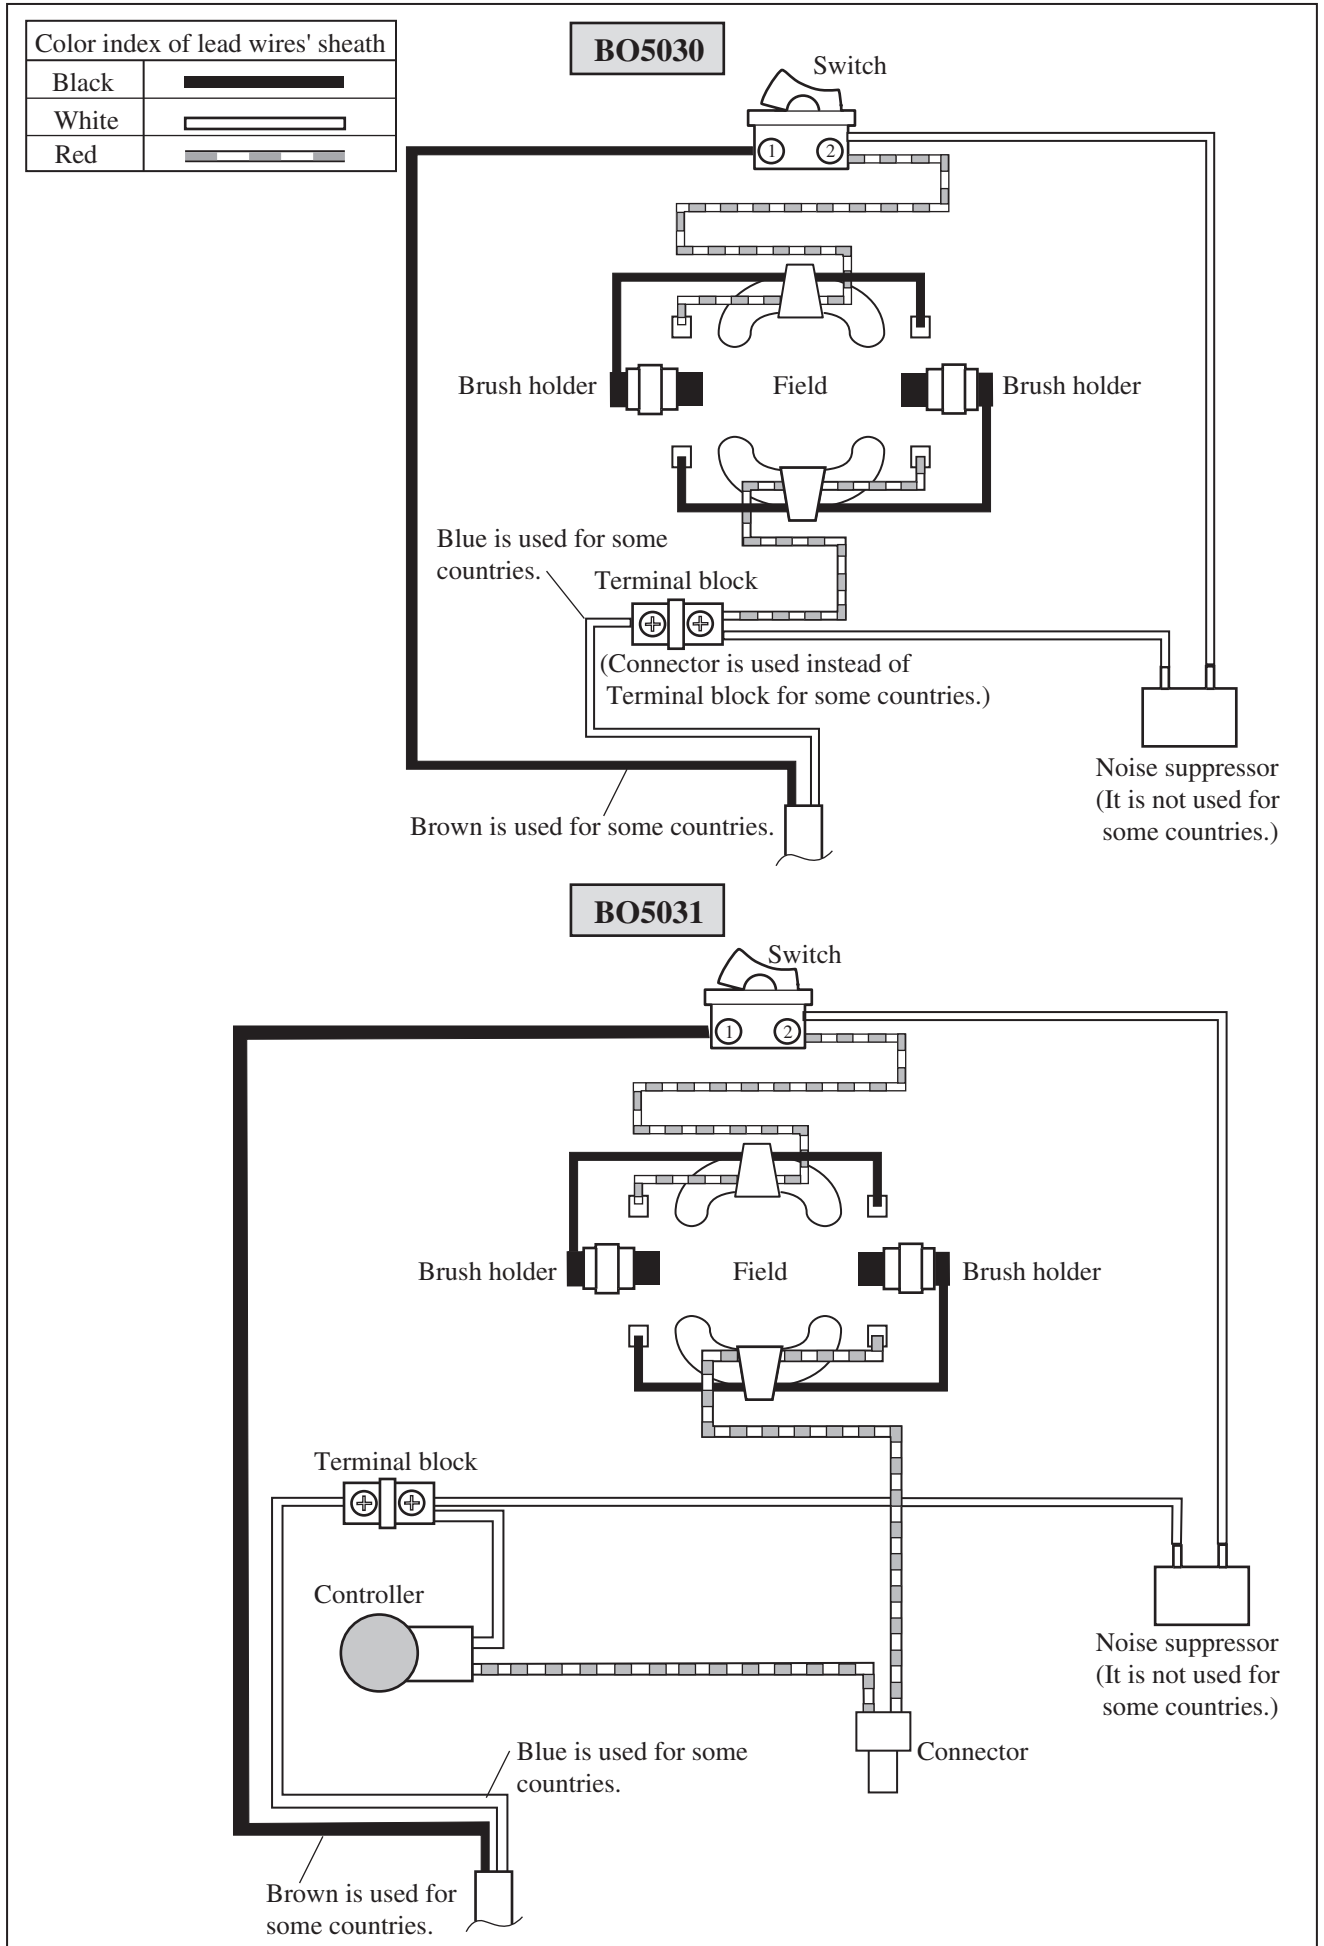 Color index of lead wires' sheath
Black
White
Red
BO5030
Switch
1 2
Brush holder
Field
Brush holder
Blue is used for some
countries.
Terminal block
(Connector is used instead of
Terminal block for some countries.)
Noise suppressor
(It is not used for
some countries.)
Brown is used for some countries.
BO5031
Switch
1 2
Brush holder
Field
Brush holder
Terminal block
Controller
Noise suppressor
(It is not used for
some countries.)
Connector
Blue is used for some
countries.
Brown is used for
some countries.